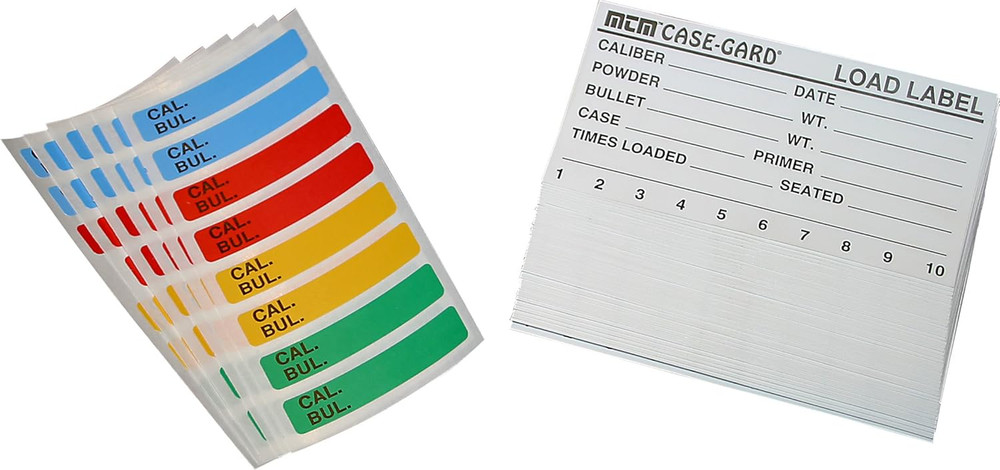 CAL.
BUL.
CAL.
BUL.
CAL.
BUL.
CAL.
BUL.
CAL.
BUL.
CAL.
BUL.
CAL.
BUL.
CAL.
BUL.
MTM™ CASE-GARD®
LOAD LABEL
CALIBER DATE
POWDER WT.
BULLET WT.
CASE PRIMER
TIMES LOADED SEATED
1 2 3 4 5 6 7 8 9 10